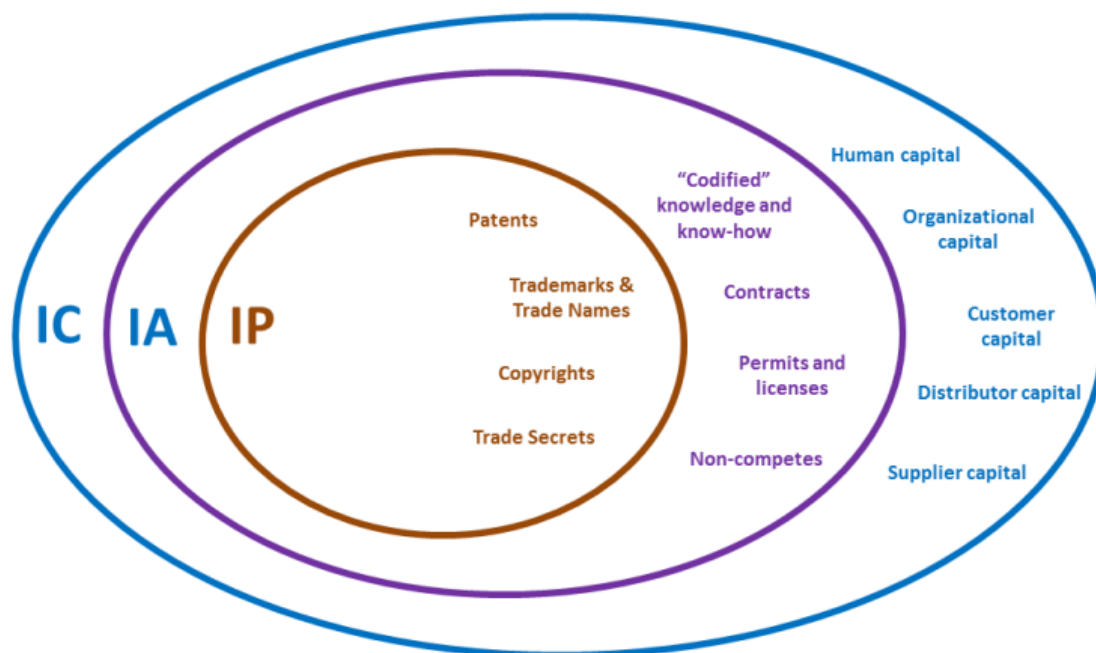 IC
IA
IP
Patents
Trademarks &
Trade Names
Copyrights
Trade Secrets
“Codified”
knowledge and
know-how
Contracts
Permits and
licenses
Non-competes
Human capital
Organizational
capital
Customer
capital
Distributor capital
Supplier capital